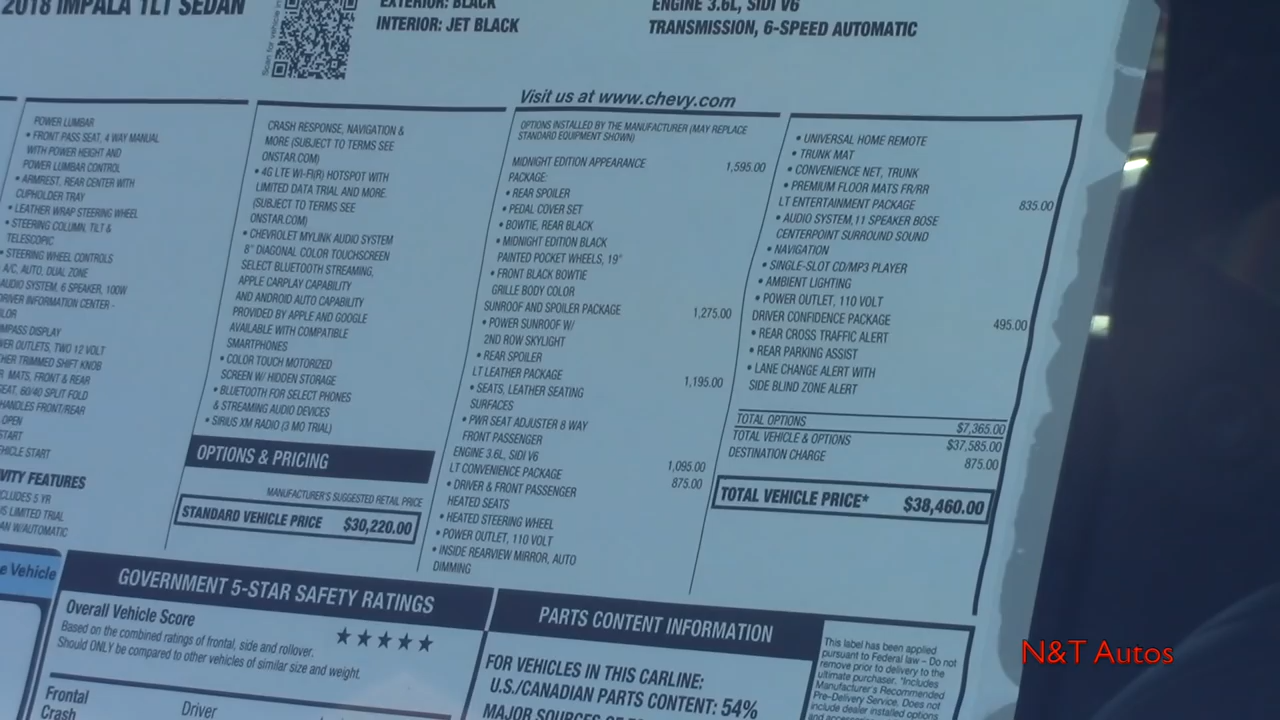 2018 IMPALA 1LT SEDAN
EXTERIOR: BLACK
INTERIOR: JET BLACK
ENGINE 3.6L, SIDI V6
TRANSMISSION, 6-SPEED AUTOMATIC
Scan for vehicle in
Visit us at www.chevy.com
POWER LUMBAR
• FRONT PASS SEAT, 4 WAY MANUAL
WITH POWER HEIGHT AND
POWER LUMBAR CONTROL
• ARMREST, REAR CENTER WITH
CUPHOLDER TRAY
• LEATHER WRAP STEERING WHEEL
• STEERING COLUMN, TILT &
TELESCOPIC
• STEERING WHEEL CONTROLS
A/C, AUTO, DUAL ZONE
AUDIO SYSTEM, 6 SPEAKER, 100W
DRIVER INFORMATION CENTER -
MPASS DISPLAY
WER OUTLETS, TWO 12 VOLT
HER TRIMMED SHIFT KNOB
MATS, FRONT & REAR
SEAT, 60/40 SPLIT FOLD
HANDLES FRONT/REAR
OPEN
START
EHICLE START
VITY FEATURES
CLUDES 5 YR
LIMITED TRIAL
AN W/AUTOMATIC
CRASH RESPONSE, NAVIGATION &
MORE (SUBJECT TO TERMS SEE
ONSTAR.COM)
• 4G LTE WI-FI(R) HOTSPOT WITH
LIMITED DATA TRIAL AND MORE.
(SUBJECT TO TERMS SEE
ONSTAR.COM)
• CHEVROLET MYLINK AUDIO SYSTEM
8" DIAGONAL COLOR TOUCHSCREEN
SELECT BLUETOOTH STREAMING,
APPLE CARPLAY CAPABILITY
AND ANDROID AUTO CAPABILITY
PROVIDED BY APPLE AND GOOGLE
AVAILABLE WITH COMPATIBLE
SMARTPHONES
• COLOR TOUCH MOTORIZED
SCREEN W/ HIDDEN STORAGE
• BLUETOOTH FOR SELECT PHONES
& STREAMING AUDIO DEVICES
• SIRIUS XM RADIO (3 MO TRIAL)
OPTIONS & PRICING
MANUFACTURER'S SUGGESTED RETAIL PRICE
STANDARD VEHICLE PRICE $30,220.00
OPTIONS INSTALLED BY THE MANUFACTURER (MAY REPLACE
STANDARD EQUIPMENT SHOWN)
MIDNIGHT EDITION APPEARANCE 1,595.00
PACKAGE:
• REAR SPOILER
• PEDAL COVER SET
• BOWTIE, REAR BLACK
• MIDNIGHT EDITION BLACK
PAINTED POCKET WHEELS, 19"
• FRONT BLACK BOWTIE
GRILLE BODY COLOR
SUNROOF AND SPOILER PACKAGE 1,275.00
• POWER SUNROOF W/
2ND ROW SKYLIGHT
• REAR SPOILER
LT LEATHER PACKAGE 1,195.00
• SEATS, LEATHER SEATING
SURFACES
• PWR SEAT ADJUSTER 8 WAY
FRONT PASSENGER
ENGINE 3.6L, SIDI V6 1,095.00
LT CONVENIENCE PACKAGE 875.00
• DRIVER & FRONT PASSENGER
HEATED SEATS
• HEATED STEERING WHEEL
• POWER OUTLET, 110 VOLT
• INSIDE REARVIEW MIRROR, AUTO
DIMMING
• UNIVERSAL HOME REMOTE
• TRUNK MAT
• CONVENIENCE NET, TRUNK
• PREMIUM FLOOR MATS FR/RR
LT ENTERTAINMENT PACKAGE 835.00
• AUDIO SYSTEM,11 SPEAKER BOSE
CENTERPOINT SURROUND SOUND
• NAVIGATION
• SINGLE-SLOT CD/MP3 PLAYER
• AMBIENT LIGHTING
• POWER OUTLET, 110 VOLT
DRIVER CONFIDENCE PACKAGE 495.00
• REAR CROSS TRAFFIC ALERT
• REAR PARKING ASSIST
• LANE CHANGE ALERT WITH
SIDE BLIND ZONE ALERT
TOTAL OPTIONS $7,365.00
TOTAL VEHICLE & OPTIONS $37,585.00
DESTINATION CHARGE 875.00
TOTAL VEHICLE PRICE* $38,460.00
e Vehicle
GOVERNMENT 5-STAR SAFETY RATINGS
Overall Vehicle Score ★★★★★
Based on the combined ratings of frontal, side and rollover.
Should ONLY be compared to other vehicles of similar size and weight.
Frontal Driver
Crash
PARTS CONTENT INFORMATION
FOR VEHICLES IN THIS CARLINE:
U.S./CANADIAN PARTS CONTENT: 54%
MAJOR SOURCES OF
This label has been applied
pursuant to Federal law – Do not
remove prior to delivery to the
ultimate purchaser. *Includes
Manufacturer's Recommended
Pre-Delivery Service. Does not
include dealer installed options
N&T Autos